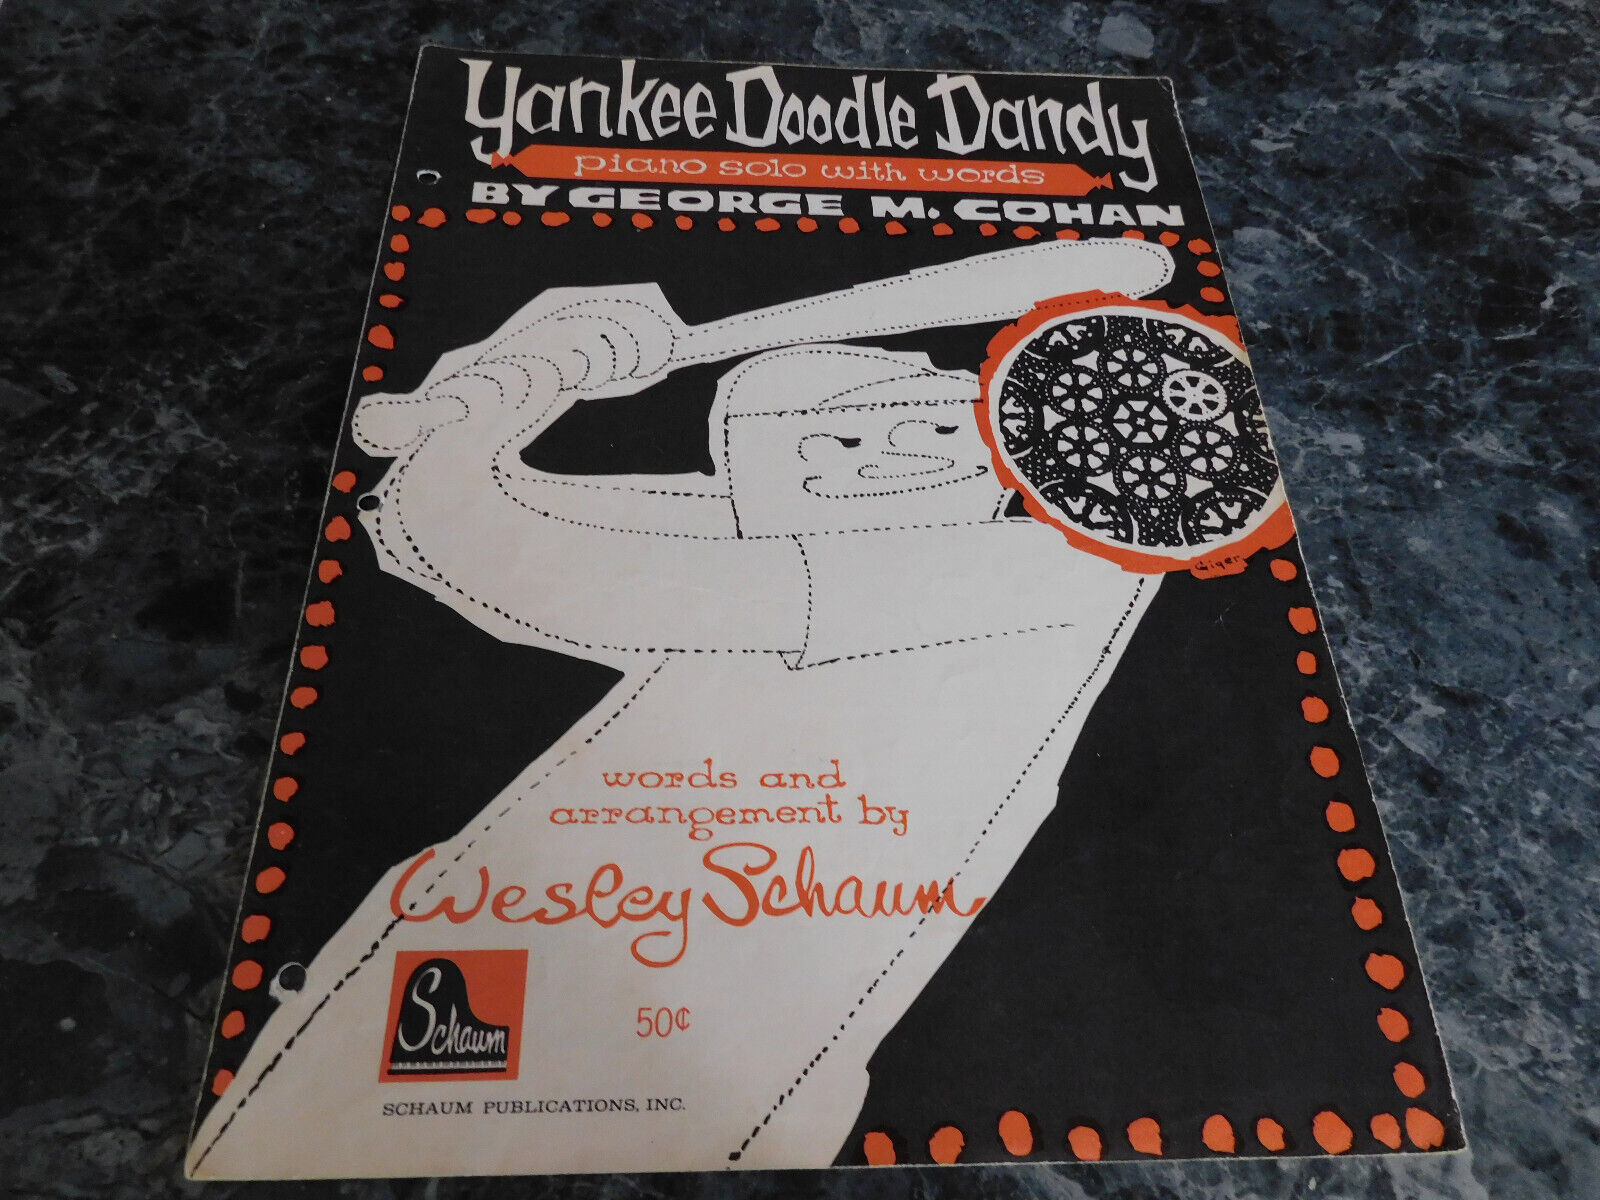 Yankee Doodle Dandy
piano solo with words
BY GEORGE M. COHAN
Giger
words and
arrangement by
Wesley Schaum
Schaum
50¢
SCHAUM PUBLICATIONS, INC.